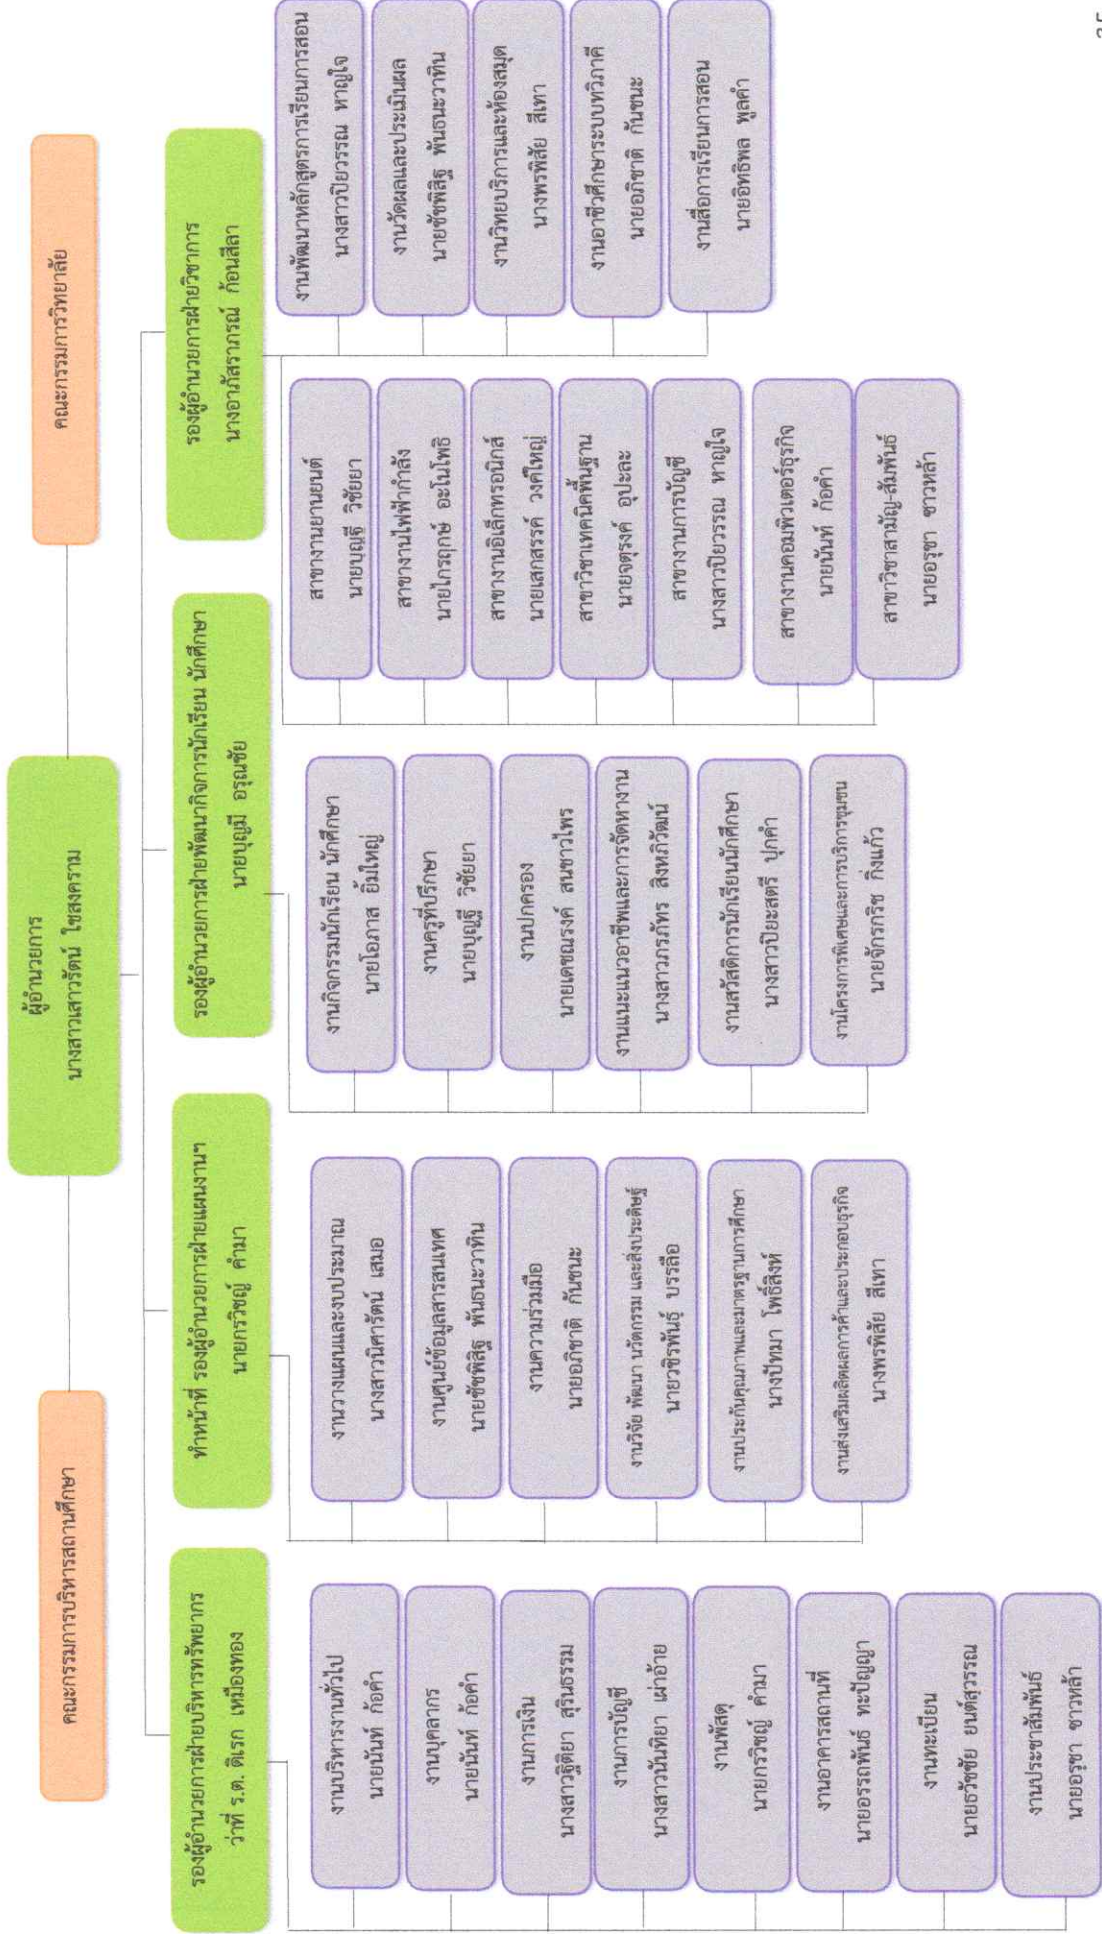 ผู้อำนวยการ
นางสาวเสาวรัตน์ ใชสงคราม
คณะกรรมการบริหารสถานศึกษา
คณะกรรมการวิทยาลัย
รองผู้อำนวยการฝ่ายบริหารทรัพยากร
ว่าที่ ร.ต. ดิเรก เหมืองทอง
งานบริหารงานทั่วไป
นายนันท์ ก้อคำ
งานบุคลากร
นายนันท์ ก้อคำ
งานการเงิน
นางสาวฐิติยา สุรินธรรม
งานการบัญชี
นางสาวนันทิยา เผ่าอ้าย
งานพัสดุ
นายกรวิชญ์ คำมา
งานอาคารสถานที่
นายอรรถพันธ์ ทะปัญญา
งานทะเบียน
นายธวัชชัย ยนต์สุวรรณ
งานประชาสัมพันธ์
นายอรุชา ชาวหล้า
ทำหน้าที่ รองผู้อำนวยการฝ่ายแผนงานฯ
นายกรวิชญ์ คำมา
งานวางแผนและงบประมาณ
นางสาวนิศารัตน์ เสมอ
งานศูนย์ข้อมูลสารสนเทศ
นายชัชพิสิฐ พันธนะวาทิน
งานความร่วมมือ
นายอภิชาติ กันชนะ
งานวิจัย พัฒนา นวัตกรรม และสิ่งประดิษฐ์
นายวชิรพันธุ์ บรรลือ
งานประกันคุณภาพและมาตรฐานการศึกษา
นางปัทมา โพธิ์สิงห์
งานส่งเสริมผลิตผลการค้าและประกอบธุรกิจ
นางพรพิสัย สีเทา
รองผู้อำนวยการฝ่ายพัฒนากิจการนักเรียน นักศึกษา
นายบุญมี อรุณชัย
งานกิจกรรมนักเรียน นักศึกษา
นายโอภาส ยิ้มใหญ่
งานครูที่ปรึกษา
นายบุญฐี วิชัยยา
งานปกครอง
นายเดชณรงค์ สนชาวไพร
งานแนะแนวอาชีพและการจัดหางาน
นางสาวภรภัทร สิงหภิวัฒน์
งานสวัสดิการนักเรียนนักศึกษา
นางสาวปิยะสตรี ปุกคำ
งานโครงการพิเศษและการบริการชุมชน
นายจักรกริช กิ่งแก้ว
รองผู้อำนวยการฝ่ายวิชาการ
นางอาภัสราภรณ์ ก้อนสีลา
สาขางานยานยนต์
นายบุญฐี วิชัยยา
สาขางานไฟฟ้ากำลัง
นายไกรฤกษ์ อะโนโพธิ
สาขางานอิเล็กทรอนิกส์
นายเสกสรรค์ วงค์ใหญ่
สาขาวิชาเทคนิคพื้นฐาน
นายจตุรงค์ อุปะละ
สาขางานการบัญชี
นางสาวปิยวรรณ หาญใจ
สาขางานคอมพิวเตอร์ธุรกิจ
นายนันท์ ก้อคำ
สาขาวิชาสามัญ-สัมพันธ์
นายอรุชา ชาวหล้า
งานพัฒนาหลักสูตรการเรียนการสอน
นางสาวปิยวรรณ หาญใจ
งานวัดผลและประเมินผล
นายชัชพิสิฐ พันธนะวาทิน
งานวิทยบริการและห้องสมุด
นางพรพิสัย สีเทา
งานอาชีวศึกษาระบบทวิภาคี
นายอภิชาติ กันชนะ
งานสื่อการเรียนการสอน
นายอิทธิพล พูลคำ